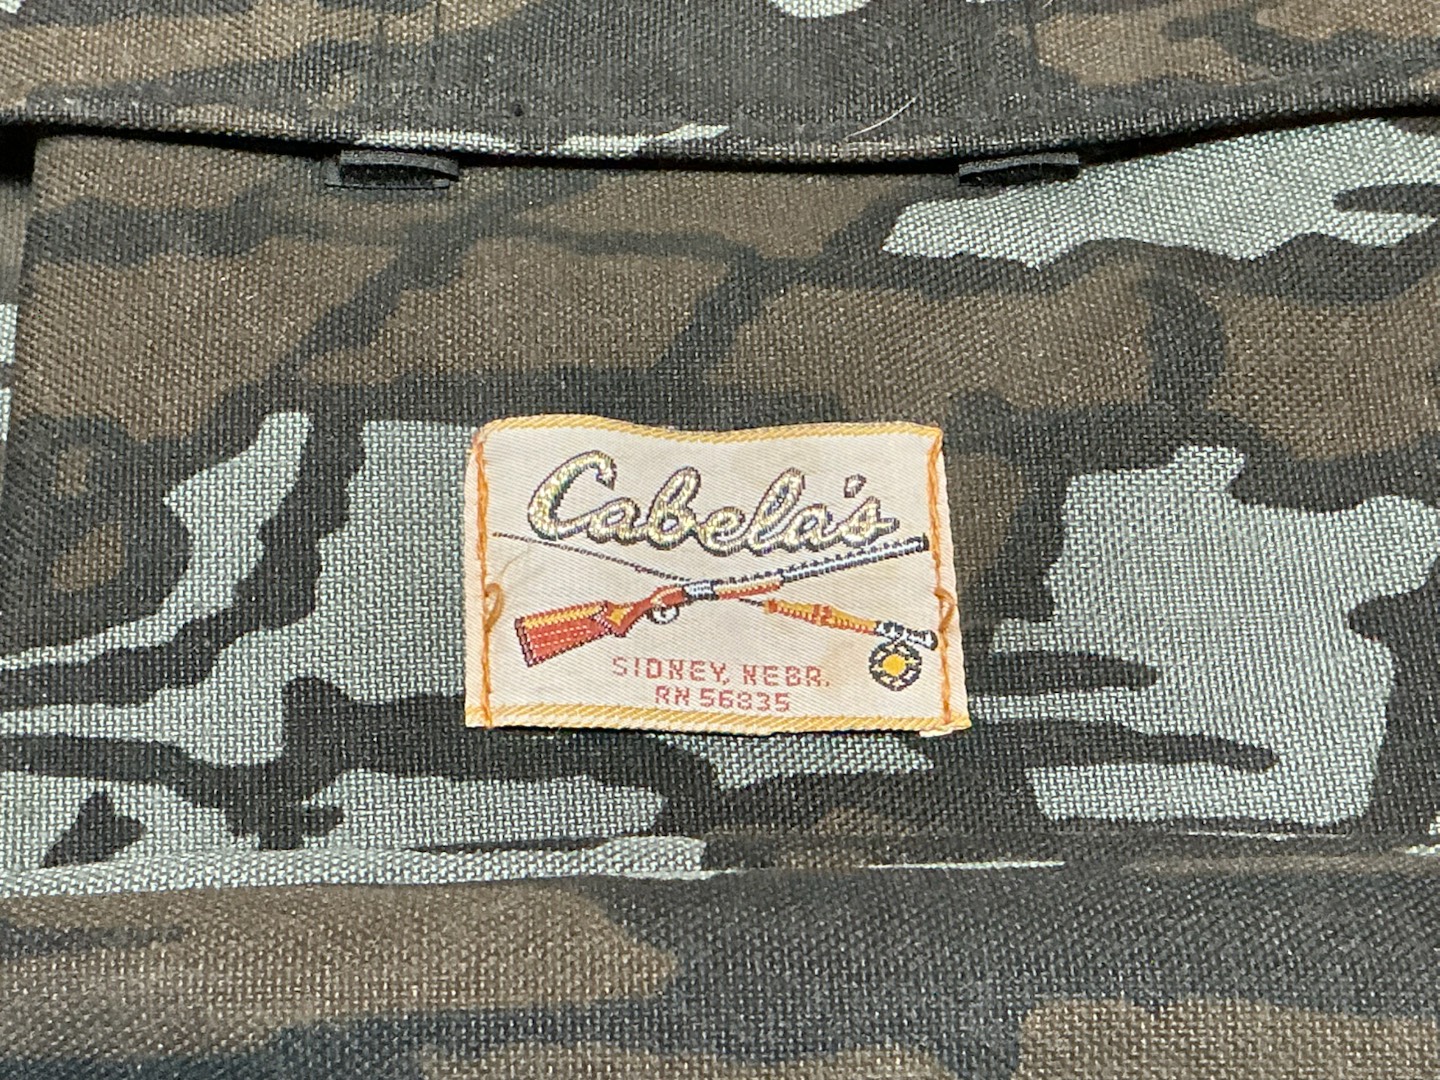 Cabela's
SIDNEY, NEBR.
RN 56835